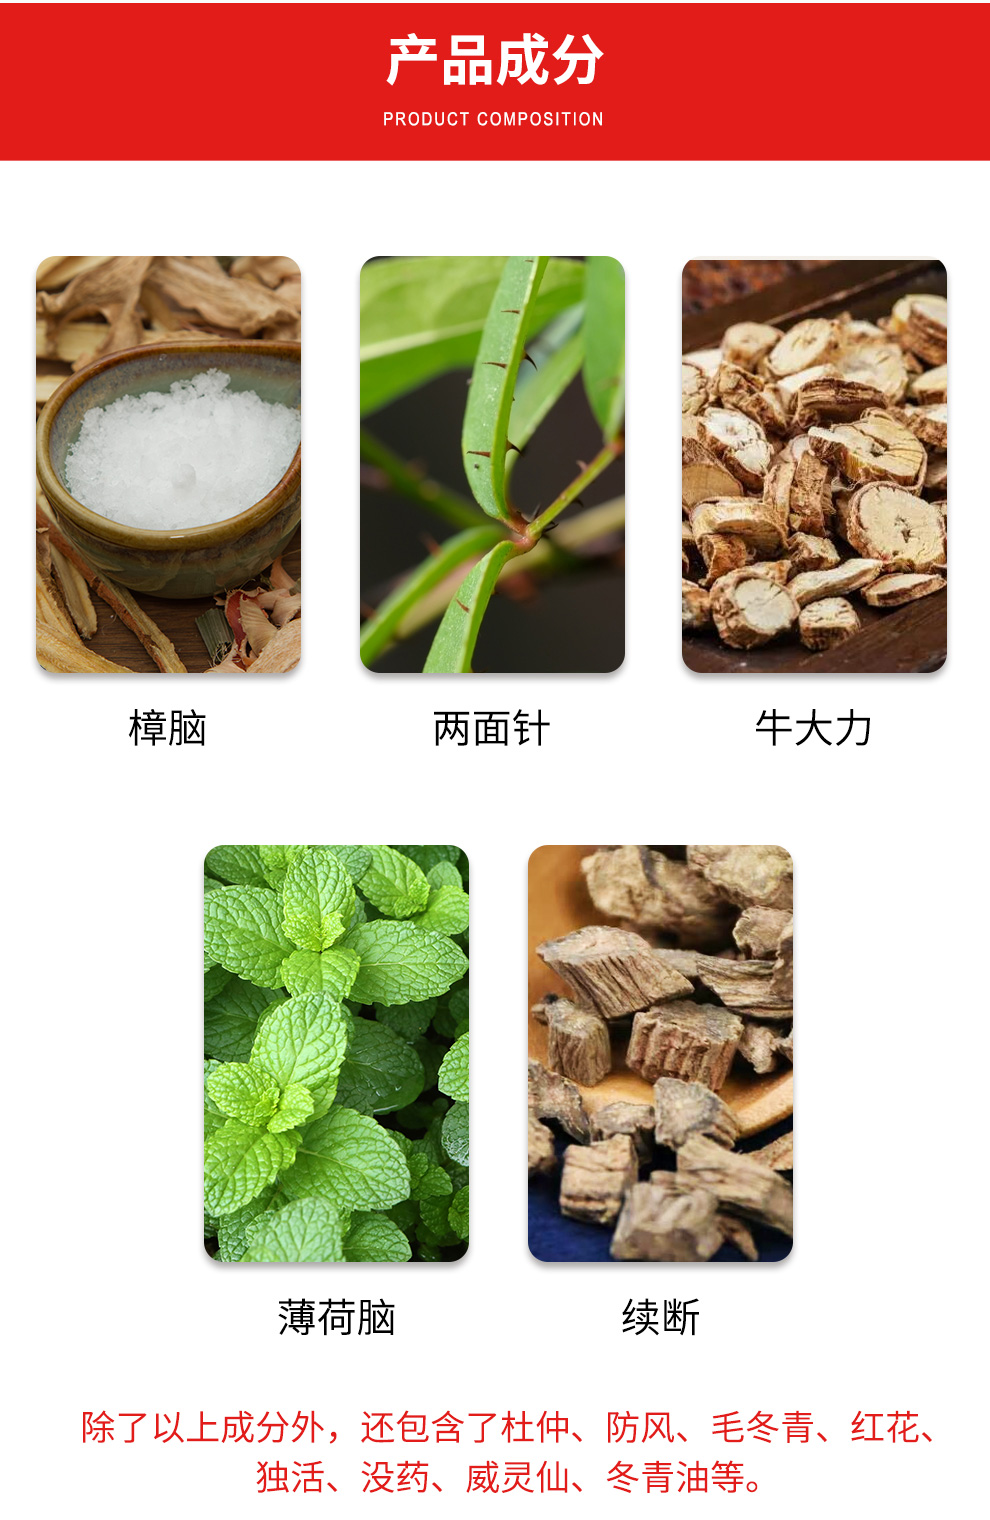 产品成分
PRODUCT COMPOSITION
樟脑
两面针
牛大力
薄荷脑
续断
除了以上成分外，还包含了杜仲、防风、毛冬青、红花、
独活、没药、威灵仙、冬青油等。